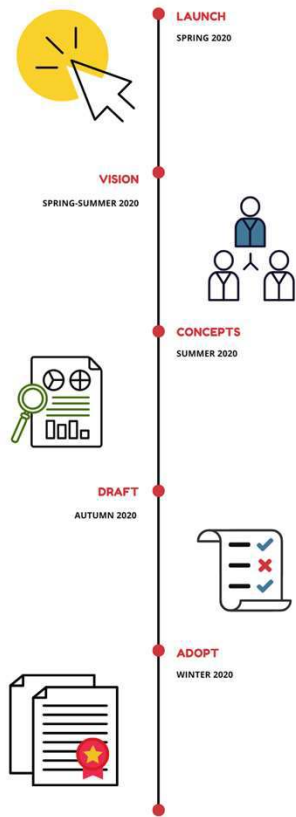 LAUNCH
SPRING 2020
VISION
SPRING-SUMMER 2020
CONCEPTS
SUMMER 2020
DRAFT
AUTUMN 2020
ADOPT
WINTER 2020